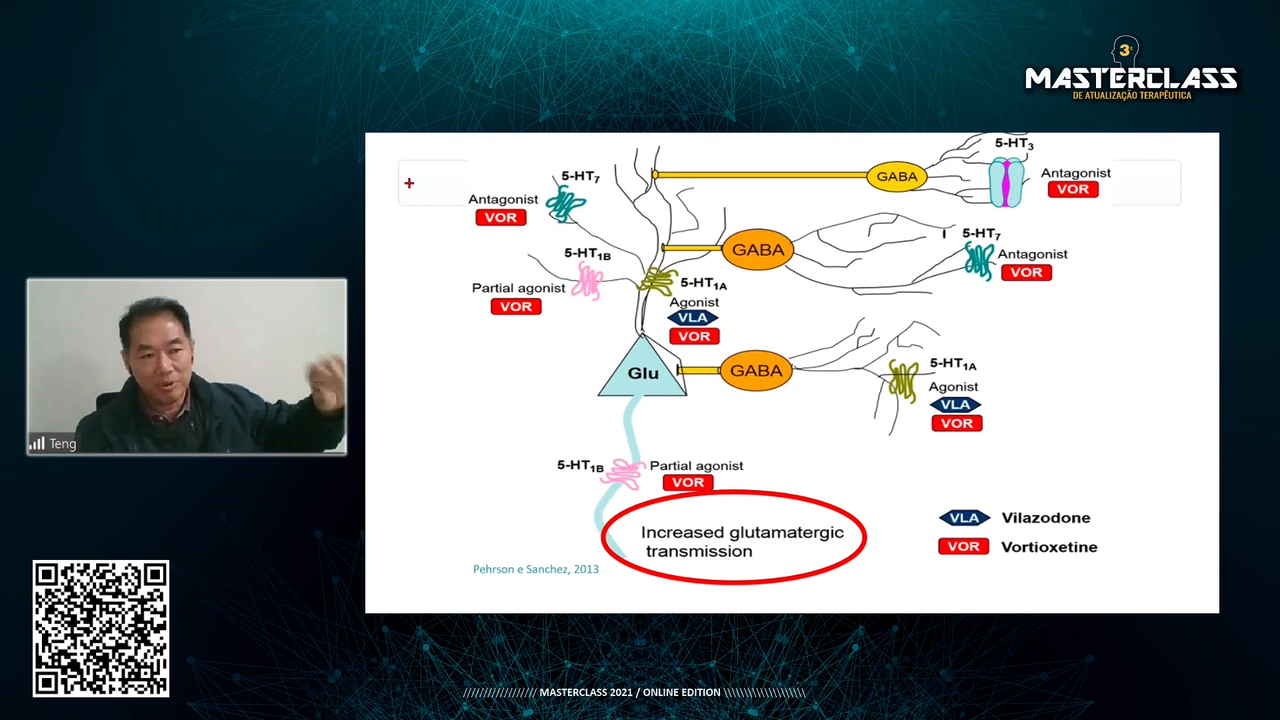 3ª
MASTERCLASS
DE ATUALIZAÇÃO TERAPÊUTICA
+
5-HT3
GABA
Antagonist
VOR
5-HT7
Antagonist
VOR
5-HT7
GABA
Antagonist
VOR
5-HT1B
Partial agonist
VOR
5-HT1A
Agonist
VLA
VOR
Glu
GABA
5-HT1A
Agonist
VLA
VOR
Teng
5-HT1B
Partial agonist
VOR
Increased glutamatergic
transmission
VLA Vilazodone
VOR Vortioxetine
Pehrson e Sanchez, 2013
/////////////////// MASTERCLASS 2021 / ONLINE EDITION \\\\\\\\\\\\\\\\\\\